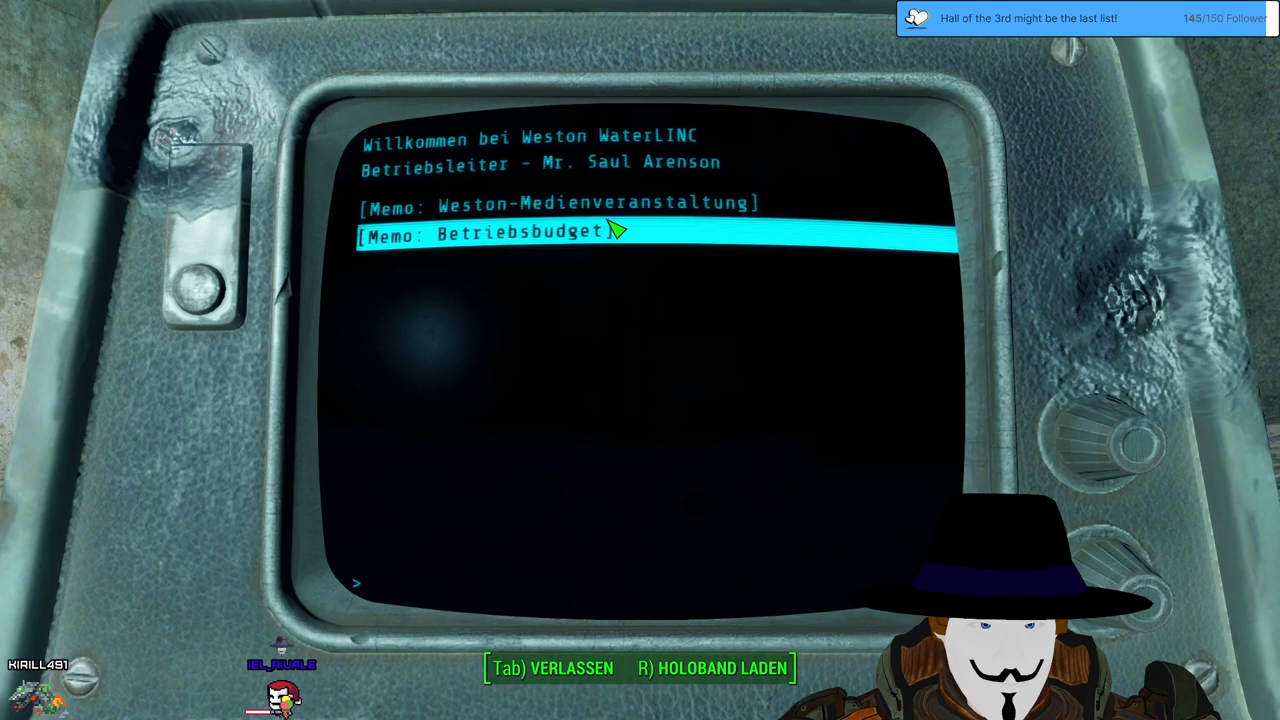 Hall of the 3rd might be the last list!
145/150 Follower
Willkommen bei Weston WaterLINC
Betriebsleiter - Mr. Saul Arenson
[Memo: Weston-Medienveranstaltung]
[Memo: Betriebsbudget]
>
KIRILL491
IEL_RIVALE
[Tab) VERLASSEN R) HOLOBAND LADEN]